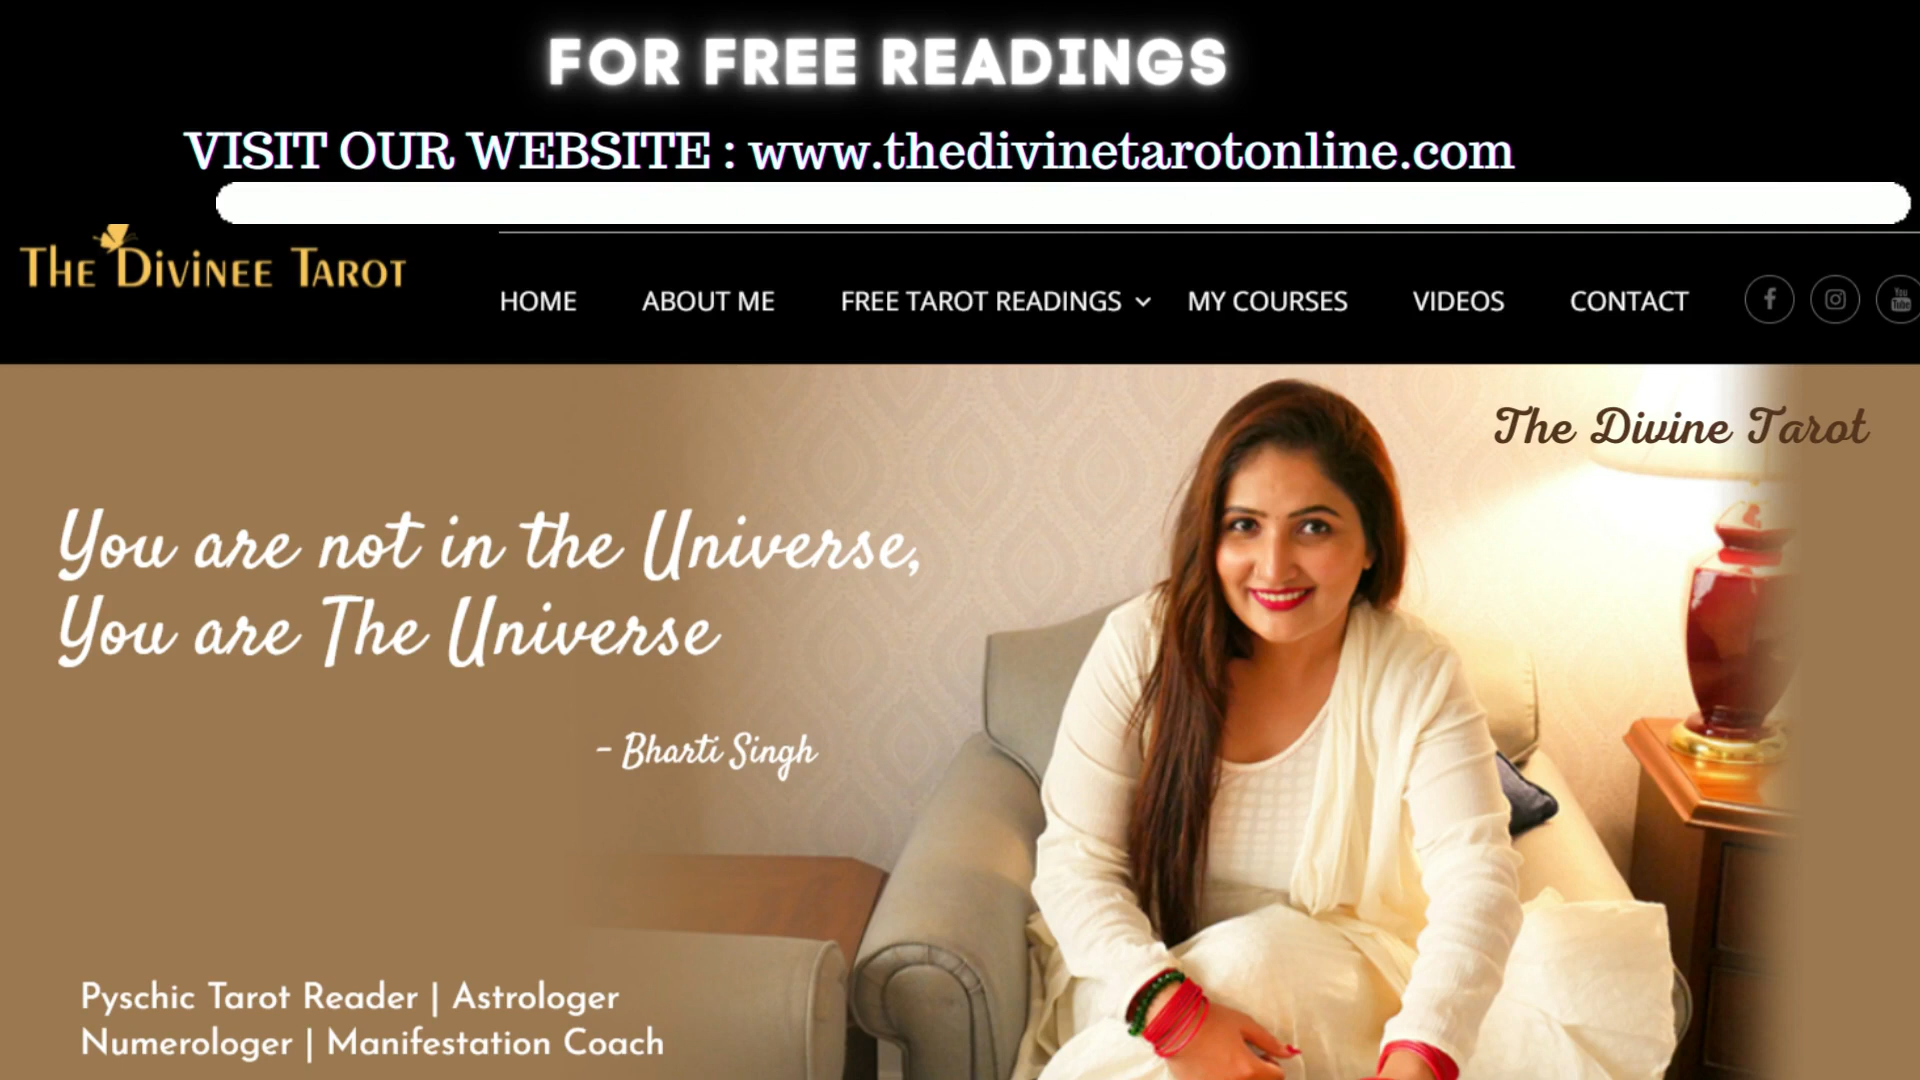 FOR FREE READINGS
VISIT OUR WEBSITE : www.thedivinetarotonline.com
THE DIVINEE TAROT
HOME ABOUT ME FREE TAROT READINGS MY COURSES VIDEOS CONTACT
You Tube
The Divine Tarot
You are not in the Universe,
You are The Universe
- Bharti Singh
Pyschic Tarot Reader | Astrologer
Numerologer | Manifestation Coach